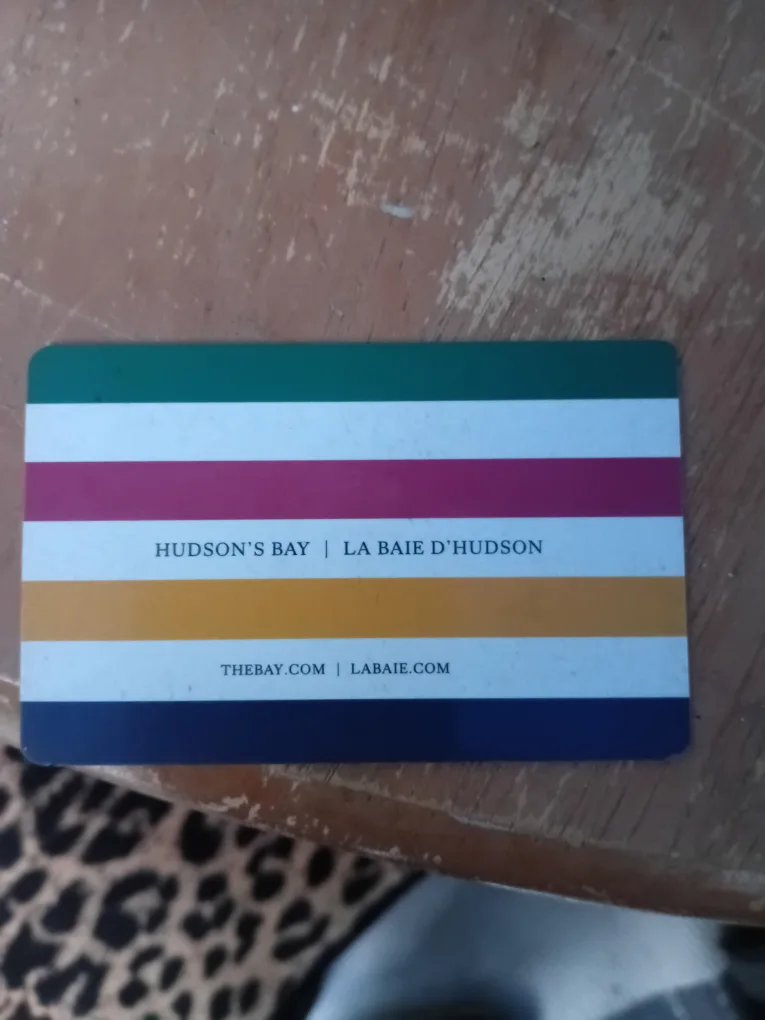 HUDSON'S BAY | LA BAIE D'HUDSON
THEBAY.COM | LABAIE.COM